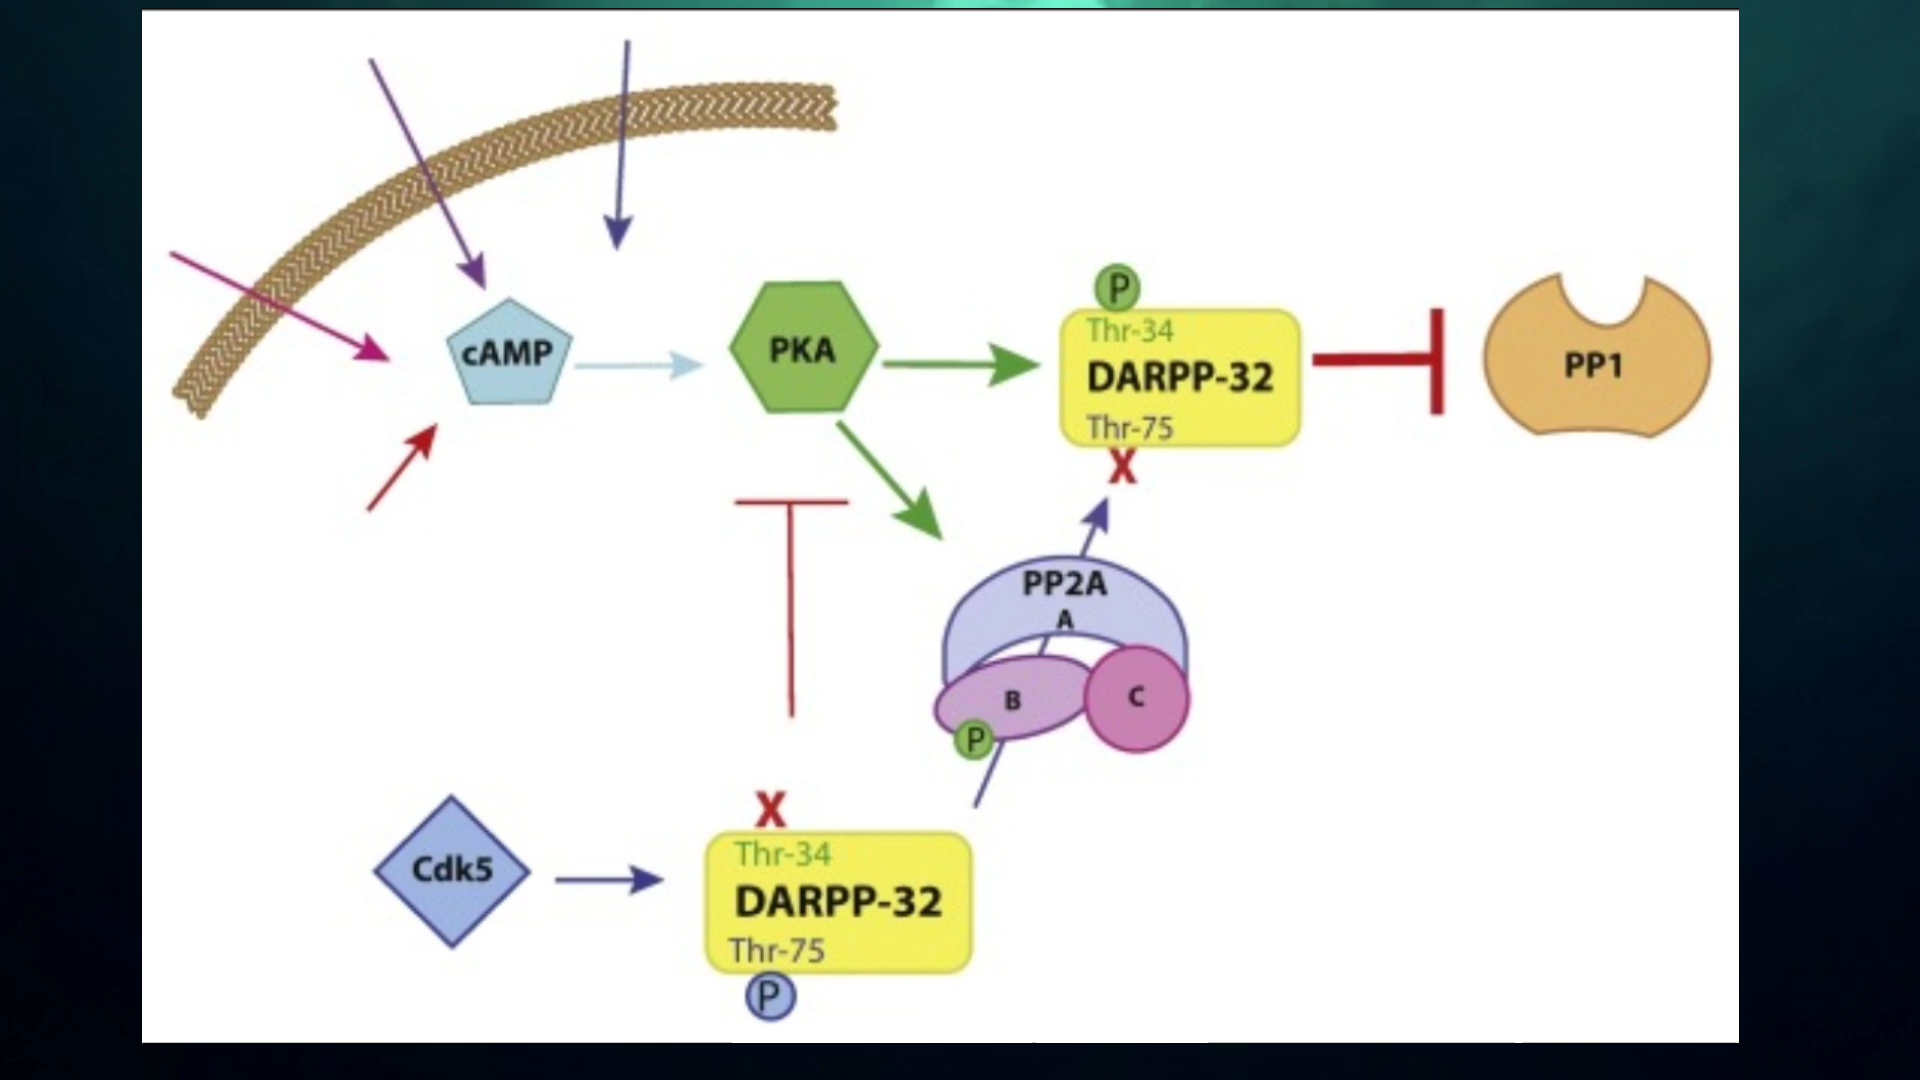 P
Thr-34
cAMP
PKA
DARPP-32
PP1
Thr-75
X
PP2A
A
B
C
P
X
Thr-34
Cdk5
DARPP-32
Thr-75
P